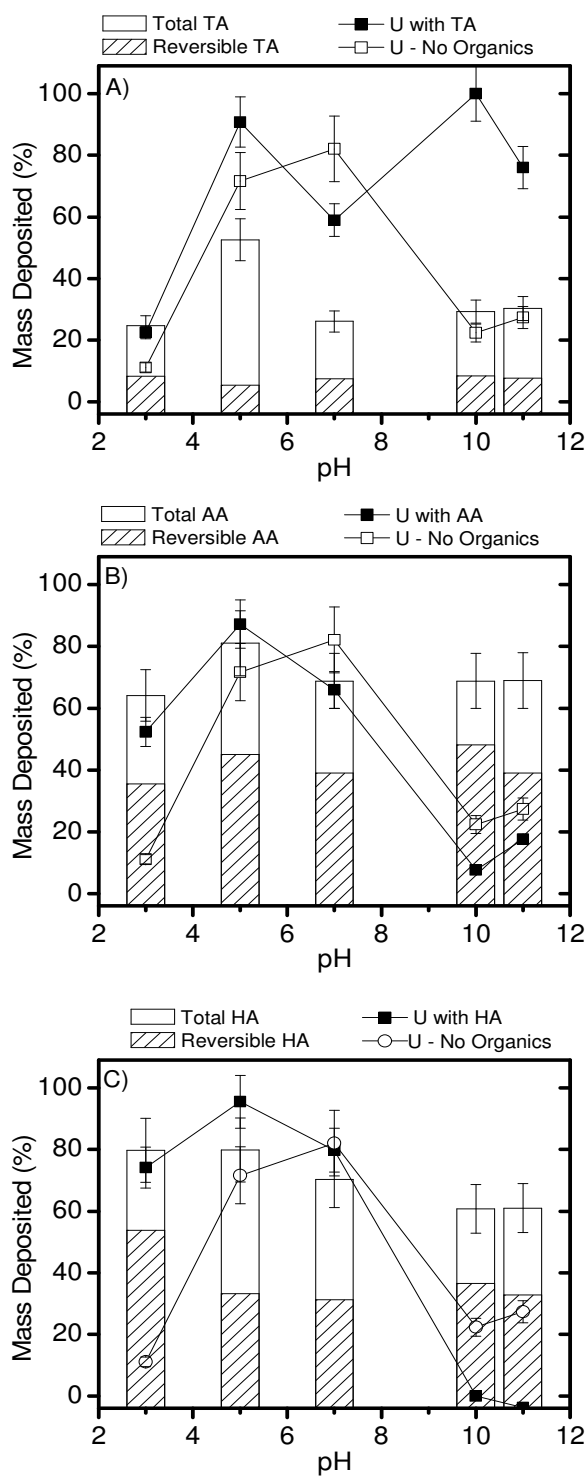 Total TA U with TA
Reversible TA U - No Organics
A)
100
80
60
40
20
0
Mass Deposited (%)
2 4 6 8 10 12
pH
Total AA U with AA
Reversible AA U - No Organics
B)
100
80
60
40
20
0
Mass Deposited (%)
2 4 6 8 10 12
pH
Total HA U with HA
Reversible HA U - No Organics
C)
100
80
60
40
20
0
Mass Deposited (%)
2 4 6 8 10 12
pH